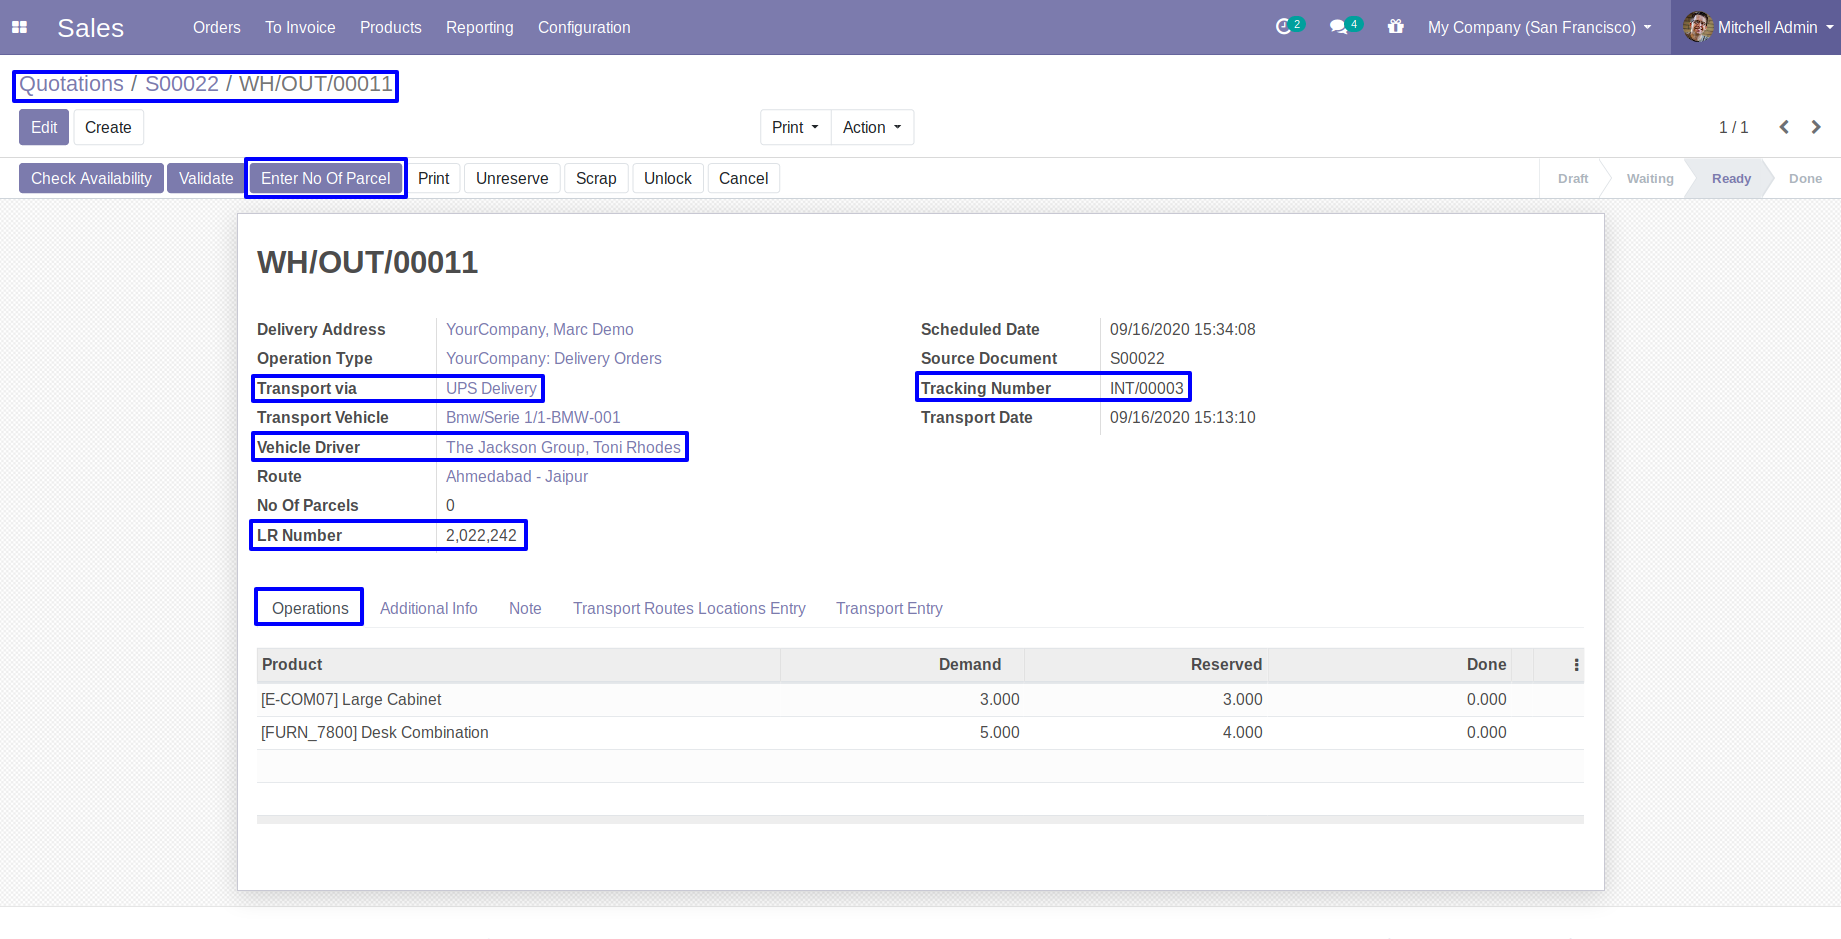 Sales Orders To Invoice Products Reporting Configuration 2 4 My Company (San Francisco) Mitchell Admin
Quotations / S00022 / WH/OUT/00011
Edit Create Print Action 1 / 1
Check Availability Validate Enter No Of Parcel Print Unreserve Scrap Unlock Cancel Draft Waiting Ready Done
WH/OUT/00011
Delivery Address YourCompany, Marc Demo Scheduled Date 09/16/2020 15:34:08
Operation Type YourCompany: Delivery Orders Source Document S00022
Transport via UPS Delivery Tracking Number INT/00003
Transport Vehicle Bmw/Serie 1/1-BMW-001 Transport Date 09/16/2020 15:13:10
Vehicle Driver The Jackson Group, Toni Rhodes
Route Ahmedabad - Jaipur
No Of Parcels 0
LR Number 2,022,242
Operations Additional Info Note Transport Routes Locations Entry Transport Entry
Product Demand Reserved Done
[E-COM07] Large Cabinet 3.000 3.000 0.000
[FURN_7800] Desk Combination 5.000 4.000 0.000